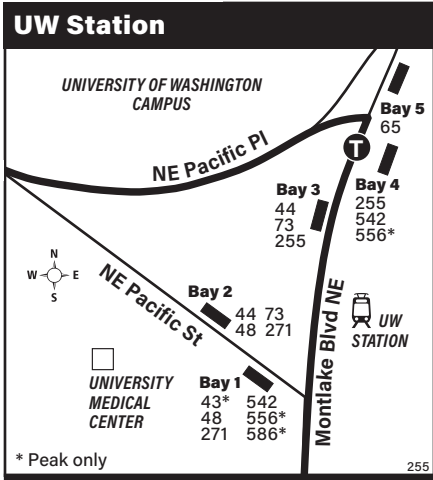 UW Station
UNIVERSITY OF WASHINGTON
CAMPUS
Bay 5
65
T
NE Pacific Pl
Bay 4
255
542
556*
Bay 3
44
73
255
N
W E
S
NE Pacific St
Bay 2
44 73
48 271
Montlake Blvd NE
UW
STATION
UNIVERSITY
MEDICAL
CENTER
Bay 1
43* 542
48 556*
271 586*
* Peak only
255